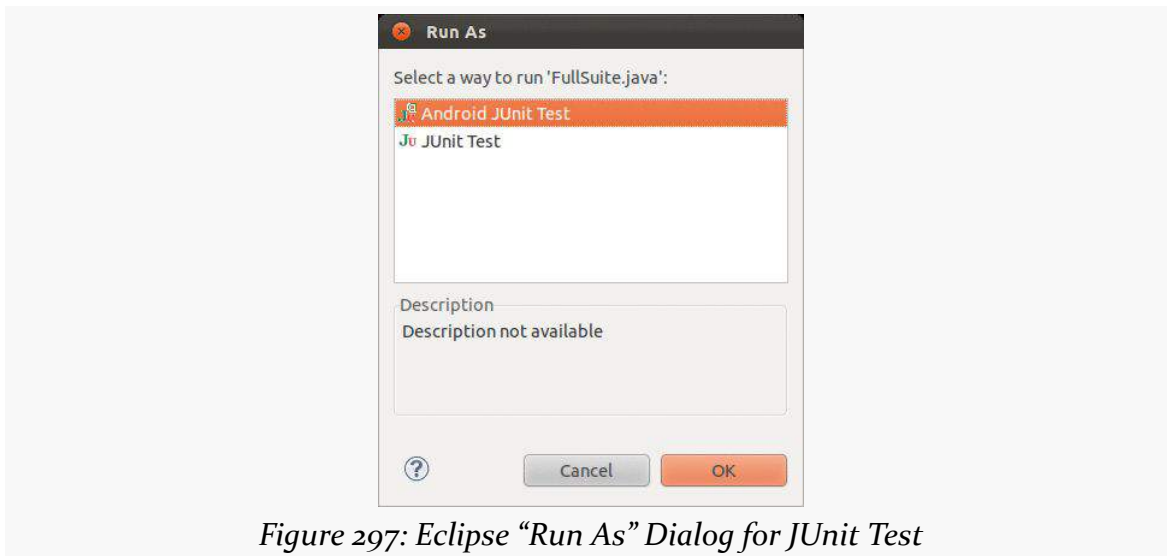 Run As
Select a way to run 'FullSuite.java':
Android JUnit Test
Ju JUnit Test
Description
Description not available
?
Cancel
OK
Figure 297: Eclipse “Run As” Dialog for JUnit Test